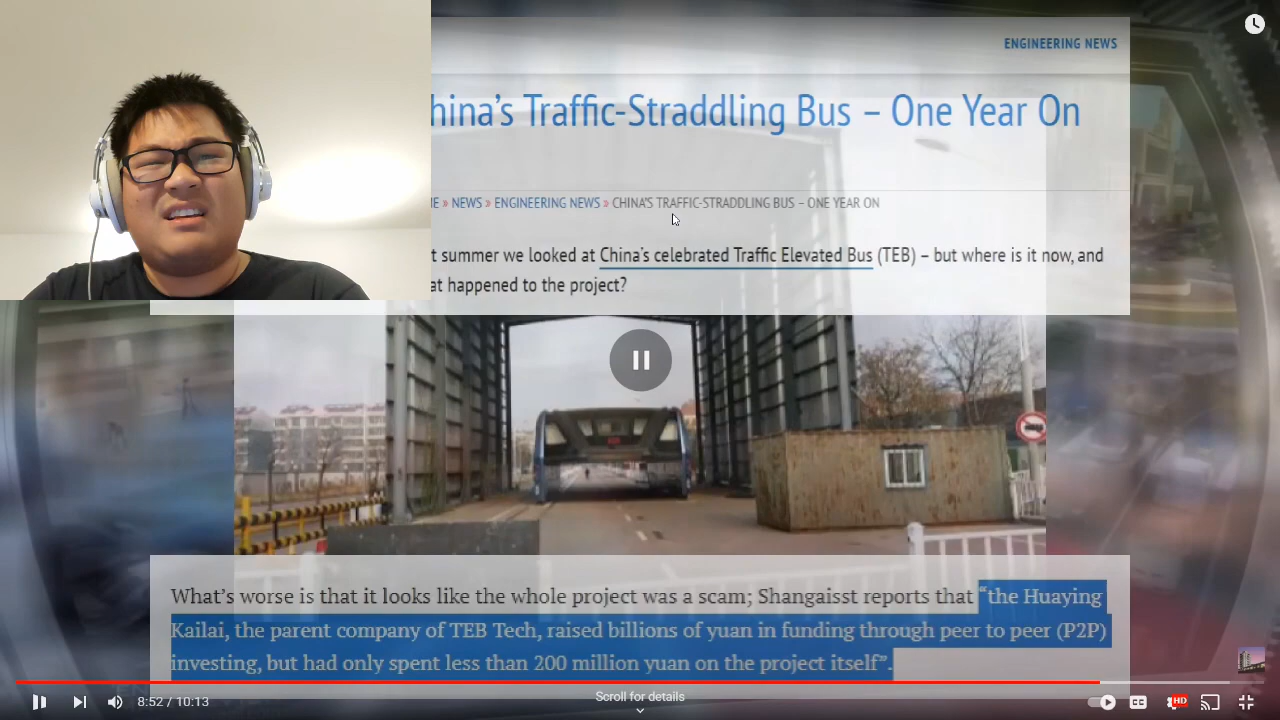 ENGINEERING NEWS
hina’s Traffic-Straddling Bus – One Year On
E » NEWS » ENGINEERING NEWS » CHINA’S TRAFFIC-STRADDLING BUS – ONE YEAR ON
t summer we looked at China’s celebrated Traffic Elevated Bus (TEB) – but where is it now, and
at happened to the project?
What’s worse is that it looks like the whole project was a scam; Shangaisst reports that “the Huaying
Kailai, the parent company of TEB Tech, raised billions of yuan in funding through peer to peer (P2P)
investing, but had only spent less than 200 million yuan on the project itself”.
Scroll for details
8:52 / 10:13
CC
HD